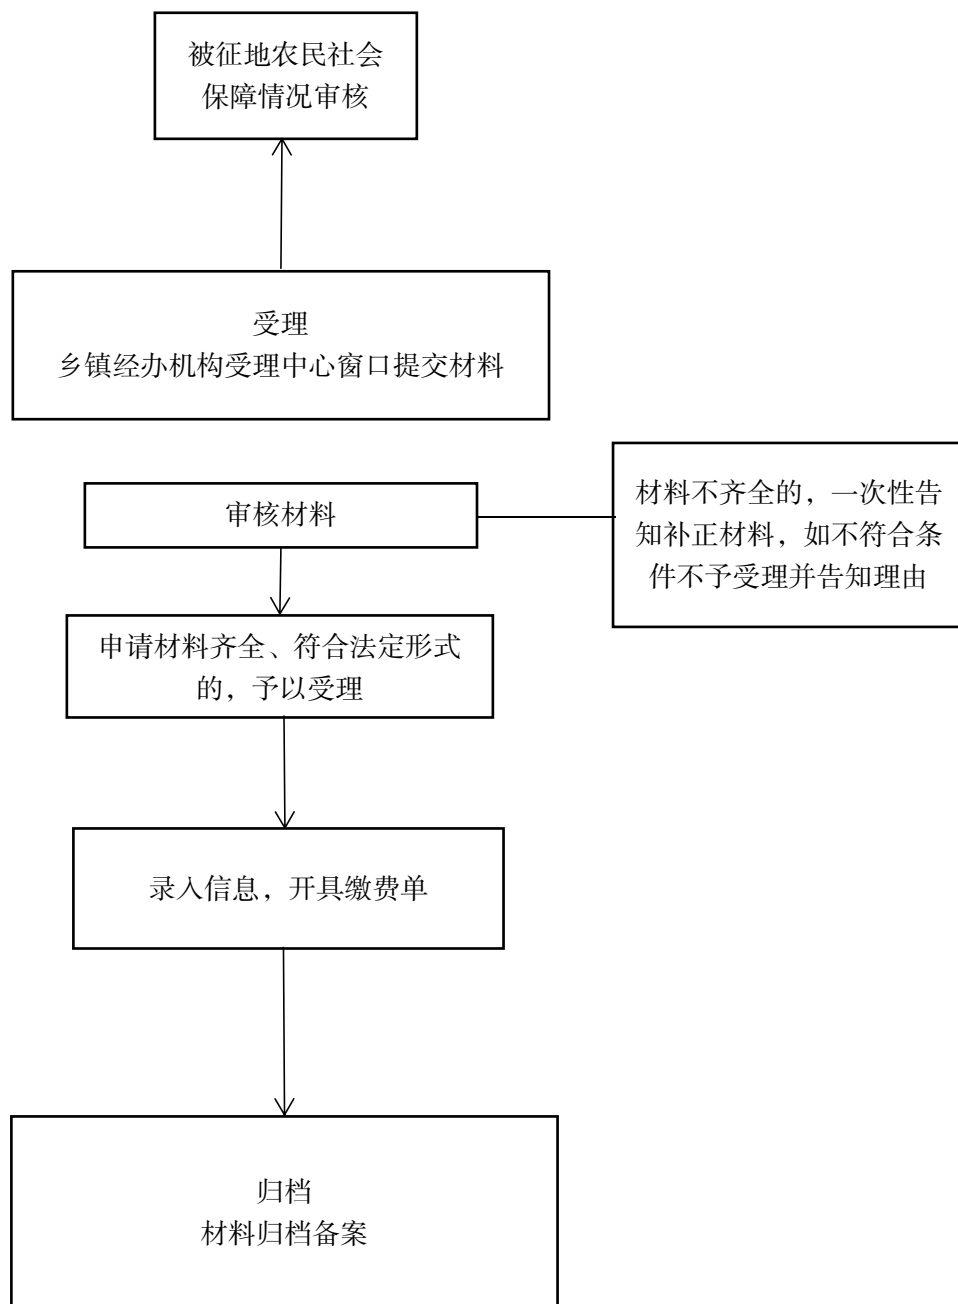 被征地农民社会
保障情况审核
受理
乡镇经办机构受理中心窗口提交材料
审核材料
材料不齐全的，一次性告
知补正材料，如不符合条
件不予受理并告知理由
申请材料齐全、符合法定形式
的，予以受理
录入信息，开具缴费单
归档
材料归档备案